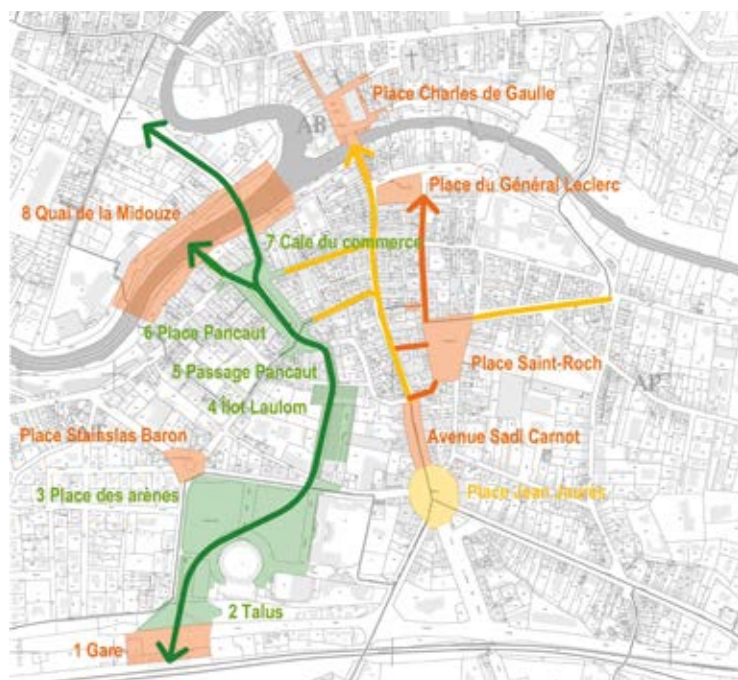 Place Charles de Gaulle
AB
Place du Général Leclerc
8 Quai de la Midouze
7 Cale du commerce
6 Place Pancaut
5 Passage Pancaut
Place Saint-Roch
AP
4 Ilot Laulom
Place Stainslas Baron
Avenue Sadi Carnot
3 Place des arènes
Place Jean Jaurès
2 Talus
1 Gare